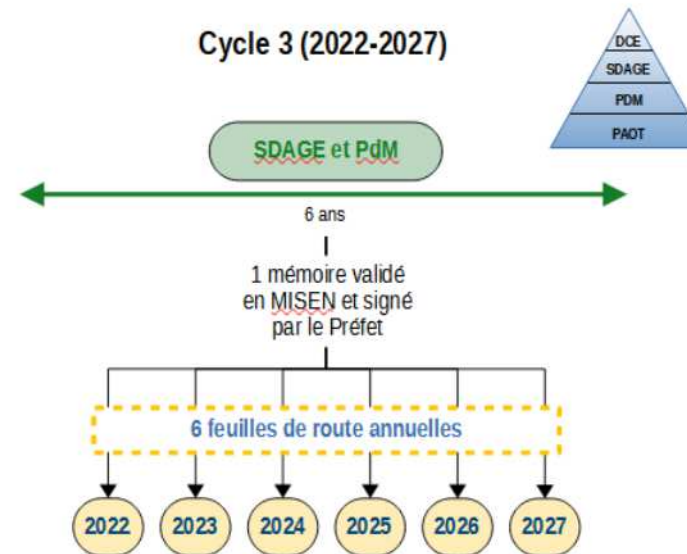 Cycle 3 (2022-2027)
DCE
SDAGE
PDM
PAOT
SDAGE et PdM
6 ans
1 mémoire validé
en MISEN et signé
par le Préfet
6 feuilles de route annuelles
2022 2023 2024 2025 2026 2027